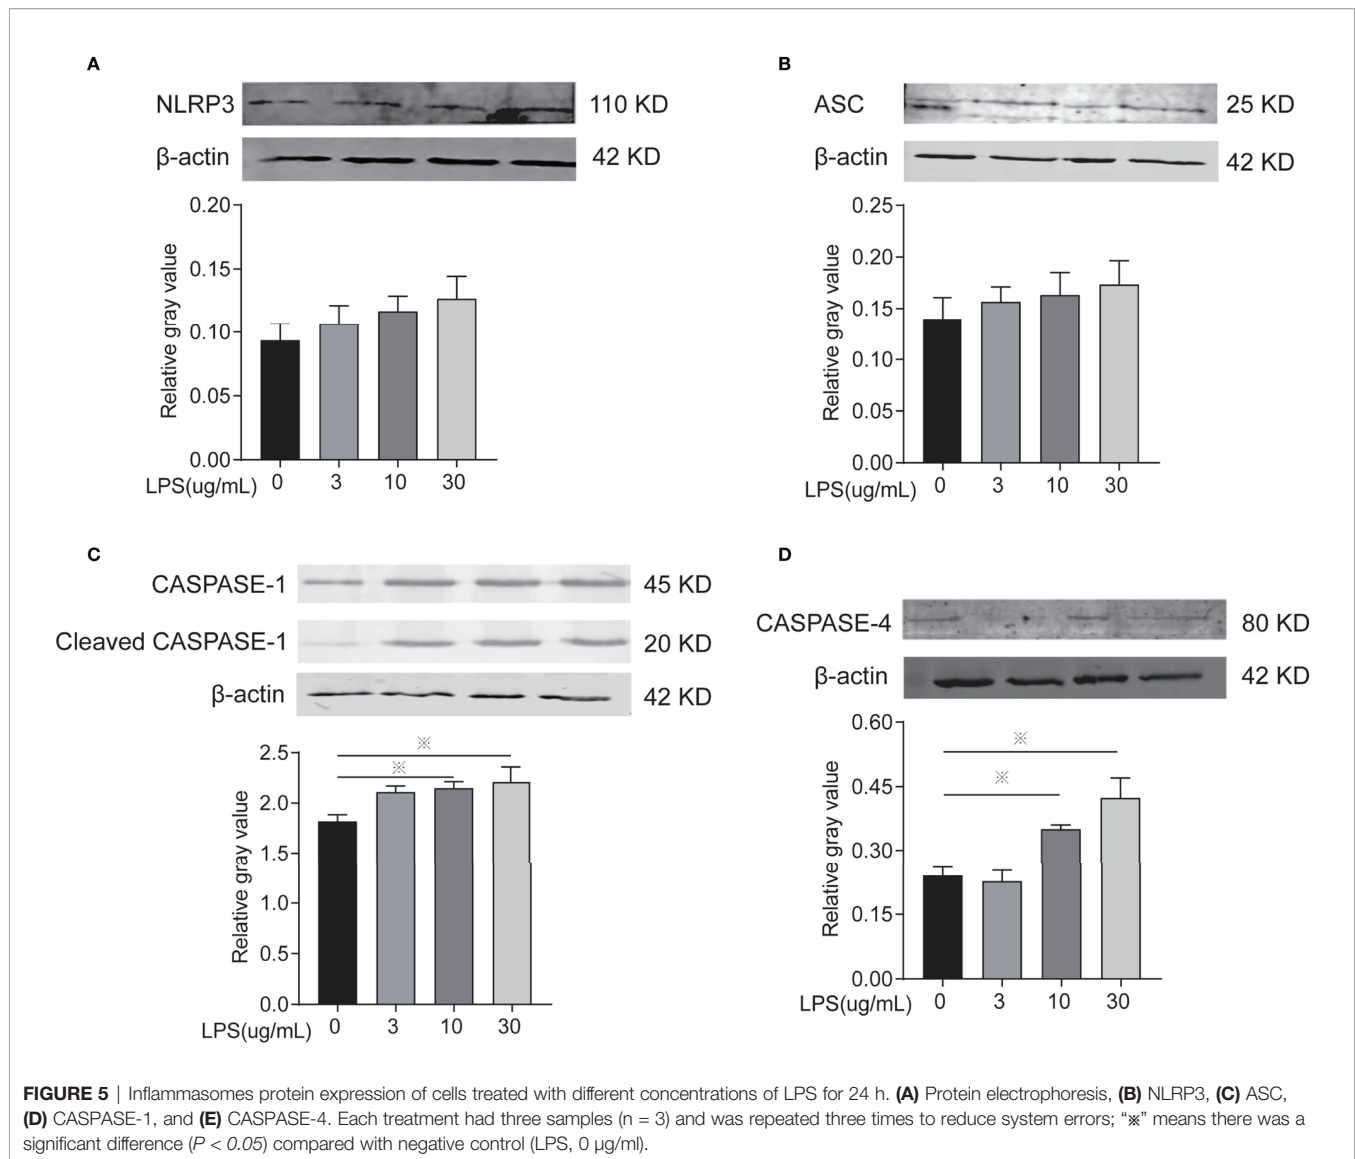 A
NLRP3
110 KD
β-actin
42 KD
0.20
0.15
0.10
0.05
0.00
Relative gray value
LPS(ug/mL) 0 3 10 30
B
ASC
25 KD
β-actin
42 KD
0.25
0.20
0.15
0.10
0.05
0.00
Relative gray value
LPS(ug/mL) 0 3 10 30
C
CASPASE-1
45 KD
Cleaved CASPASE-1
20 KD
β-actin
42 KD
※
※
2.5
2.0
1.5
1.0
0.5
0.0
Relative gray value
LPS(ug/mL) 0 3 10 30
D
CASPASE-4
80 KD
β-actin
42 KD
※
※
0.60
0.45
0.30
0.15
0.00
Relative gray value
LPS(ug/mL) 0 3 10 30
FIGURE 5 | Inflammasomes protein expression of cells treated with different concentrations of LPS for 24 h. (A) Protein electrophoresis, (B) NLRP3, (C) ASC,
(D) CASPASE-1, and (E) CASPASE-4. Each treatment had three samples (n = 3) and was repeated three times to reduce system errors; “※” means there was a
significant difference (P < 0.05) compared with negative control (LPS, 0 µg/ml).